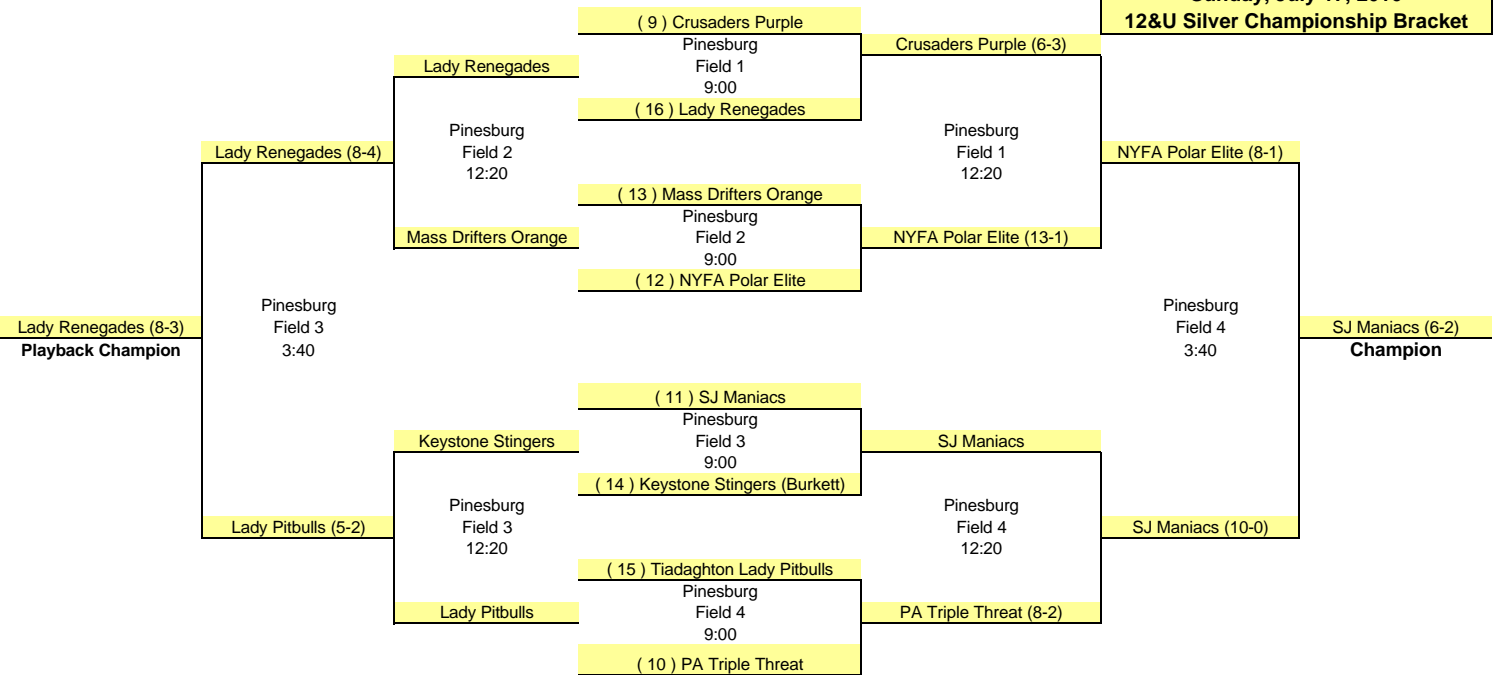 Sunday, July 17,
12&U Silver Championship Bracket
( 9 ) Crusaders Purple
Pinesburg
Field 1
9:00
( 16 ) Lady Renegades
Crusaders Purple (6-3)
Lady Renegades
Pinesburg
Field 2
12:20
Pinesburg
Field 1
12:20
Lady Renegades (8-4)
NYFA Polar Elite (8-1)
( 13 ) Mass Drifters Orange
Pinesburg
Field 2
9:00
( 12 ) NYFA Polar Elite
Mass Drifters Orange
NYFA Polar Elite (13-1)
Pinesburg
Field 3
3:40
Pinesburg
Field 4
3:40
Lady Renegades (8-3)
Playback Champion
SJ Maniacs (6-2)
Champion
( 11 ) SJ Maniacs
Pinesburg
Field 3
9:00
( 14 ) Keystone Stingers (Burkett)
Keystone Stingers
SJ Maniacs
Pinesburg
Field 3
12:20
Pinesburg
Field 4
12:20
Lady Pitbulls (5-2)
SJ Maniacs (10-0)
( 15 ) Tiadaghton Lady Pitbulls
Pinesburg
Field 4
9:00
( 10 ) PA Triple Threat
Lady Pitbulls
PA Triple Threat (8-2)